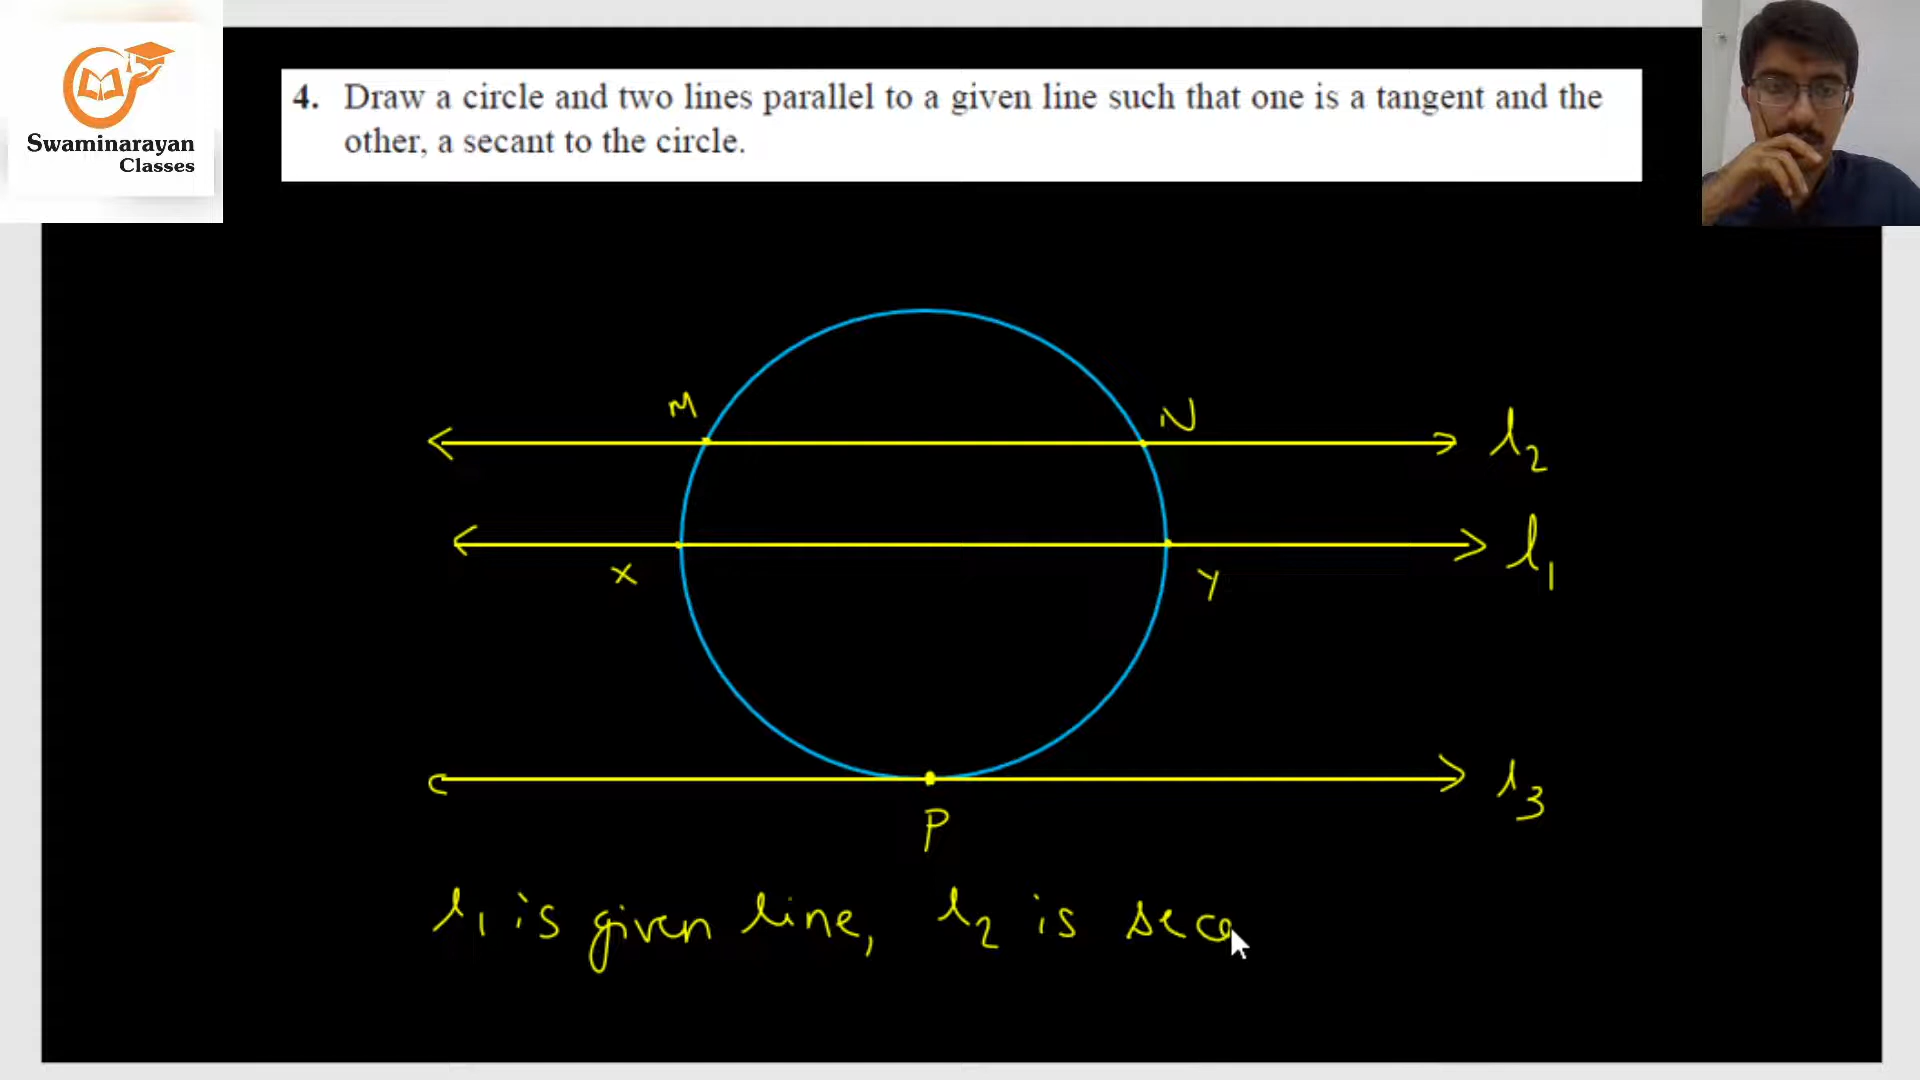 Swaminarayan
Classes
4. Draw a circle and two lines parallel to a given line such that one is a tangent and the
other, a secant to the circle.
M
N
l₂
l₁
X
Y
l₃
P
l₁ is given line, l₂ is seca